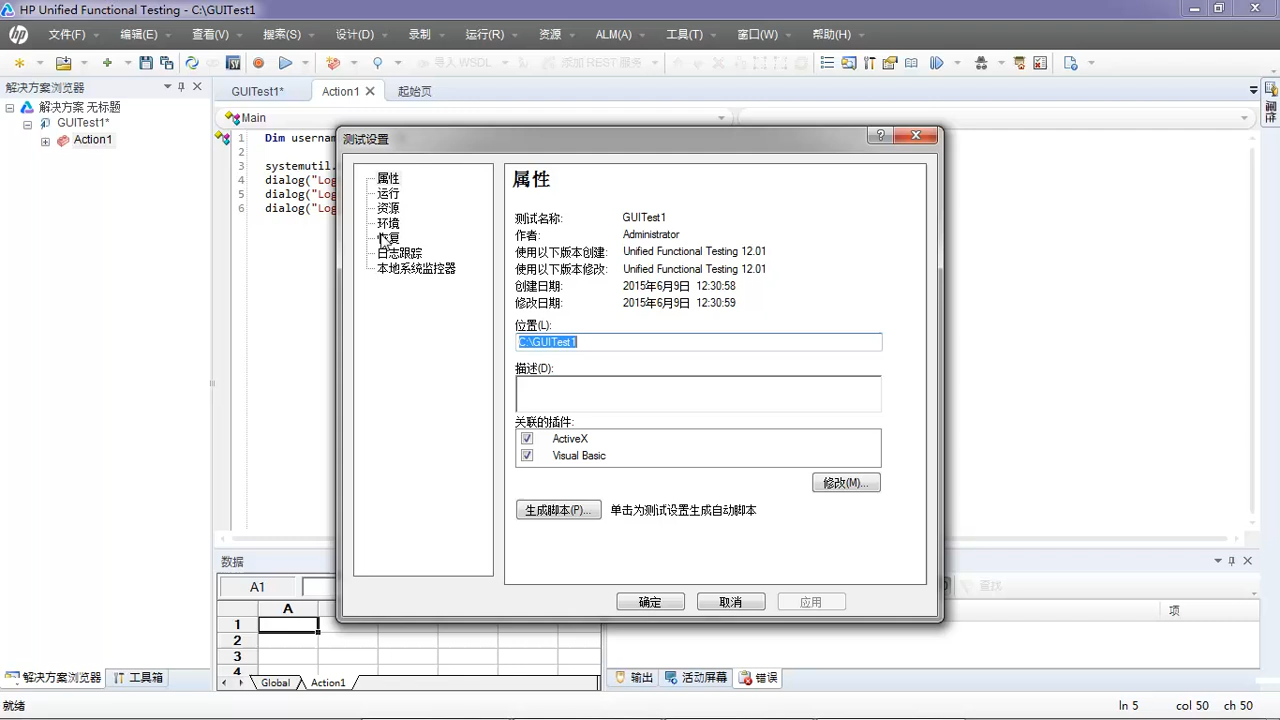 HP Unified Functional Testing - C:\GUITest1
文件(F) 编辑(E) 查看(V) 搜索(S) 设计(D) 录制 运行(R) 资源 ALM(A) 工具(T) 窗口(W) 帮助(H)
导入 WSDL 添加 REST 服务
解决方案浏览器
GUITest1* Action1 起始页
解决方案 无标题
GUITest1*
Action1
Main
1 Dim usernam
2
3 systemutil.
4 dialog("Log
5 dialog("Log
6 dialog("Log
测试设置
属性
运行
资源
环境
恢复
日志跟踪
本地系统监控器
属性
测试名称: GUITest1
作者: Administrator
使用以下版本创建: Unified Functional Testing 12.01
使用以下版本修改: Unified Functional Testing 12.01
创建日期: 2015年6月9日 12:30:58
修改日期: 2015年6月9日 12:30:59
位置(L):
C:\GUITest1
描述(D):
关联的插件:
ActiveX
Visual Basic
修改(M)...
生成脚本(P)... 单击为测试设置生成自动脚本
确定 取消 应用
数据
A1
查找
A
项
1
2
3
4
Global Action1
解决方案浏览器 工具箱
输出 活动屏幕 错误
就绪
ln 5 col 50 ch 50